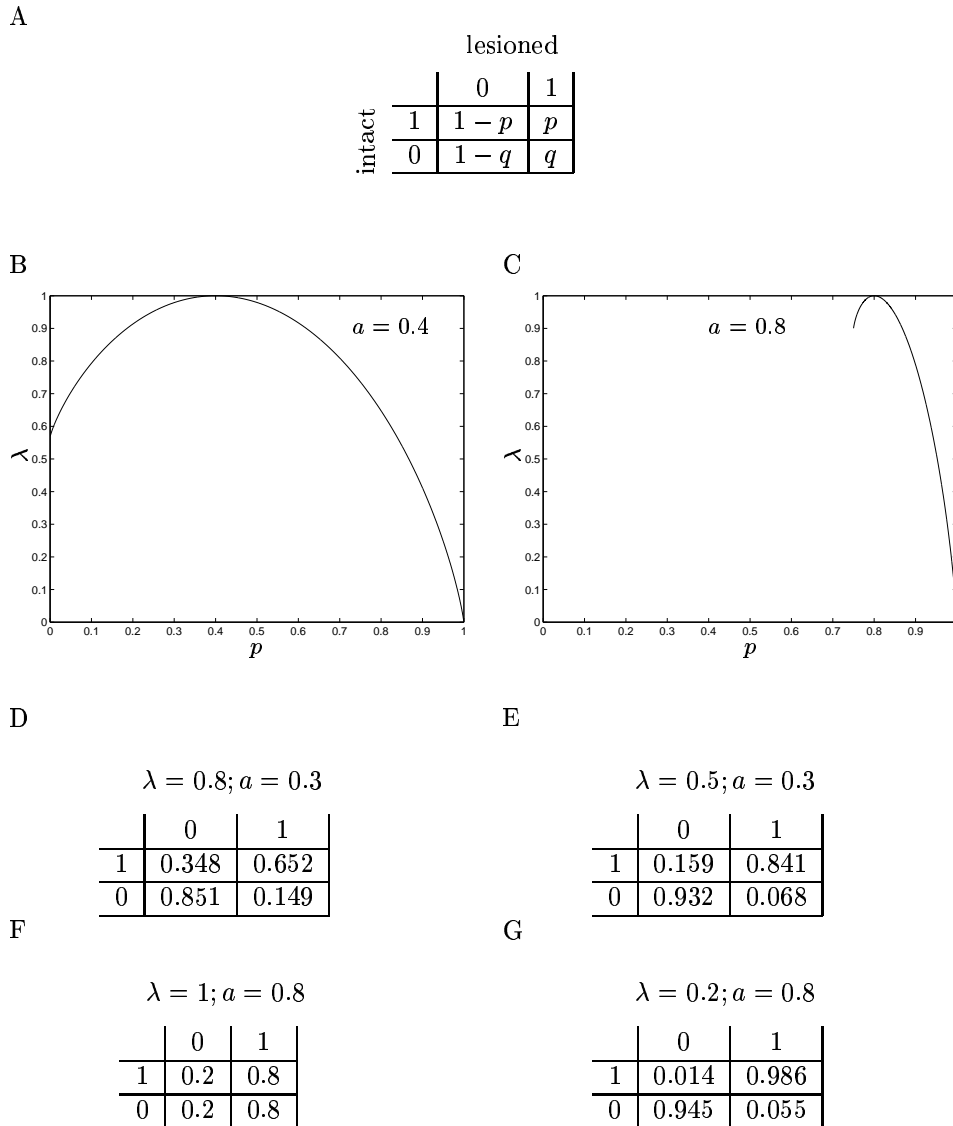 A
lesioned
intact
0 1
1 1 − p p
0 1 − q q
B
1
0.9
0.8
0.7
0.6
0.5
0.4
0.3
0.2
0.1
0
λ
a = 0.4
0 0.1 0.2 0.3 0.4 0.5 0.6 0.7 0.8 0.9 1
p
C
1
0.9
0.8
0.7
0.6
0.5
0.4
0.3
0.2
0.1
0
λ
a = 0.8
0 0.1 0.2 0.3 0.4 0.5 0.6 0.7 0.8 0.9
p
D
λ = 0.8; a = 0.3
0 1
1 0.348 0.652
0 0.851 0.149
E
λ = 0.5; a = 0.3
0 1
1 0.159 0.841
0 0.932 0.068
F
λ = 1; a = 0.8
0 1
1 0.2 0.8
0 0.2 0.8
G
λ = 0.2; a = 0.8
0 1
1 0.014 0.986
0 0.945 0.055